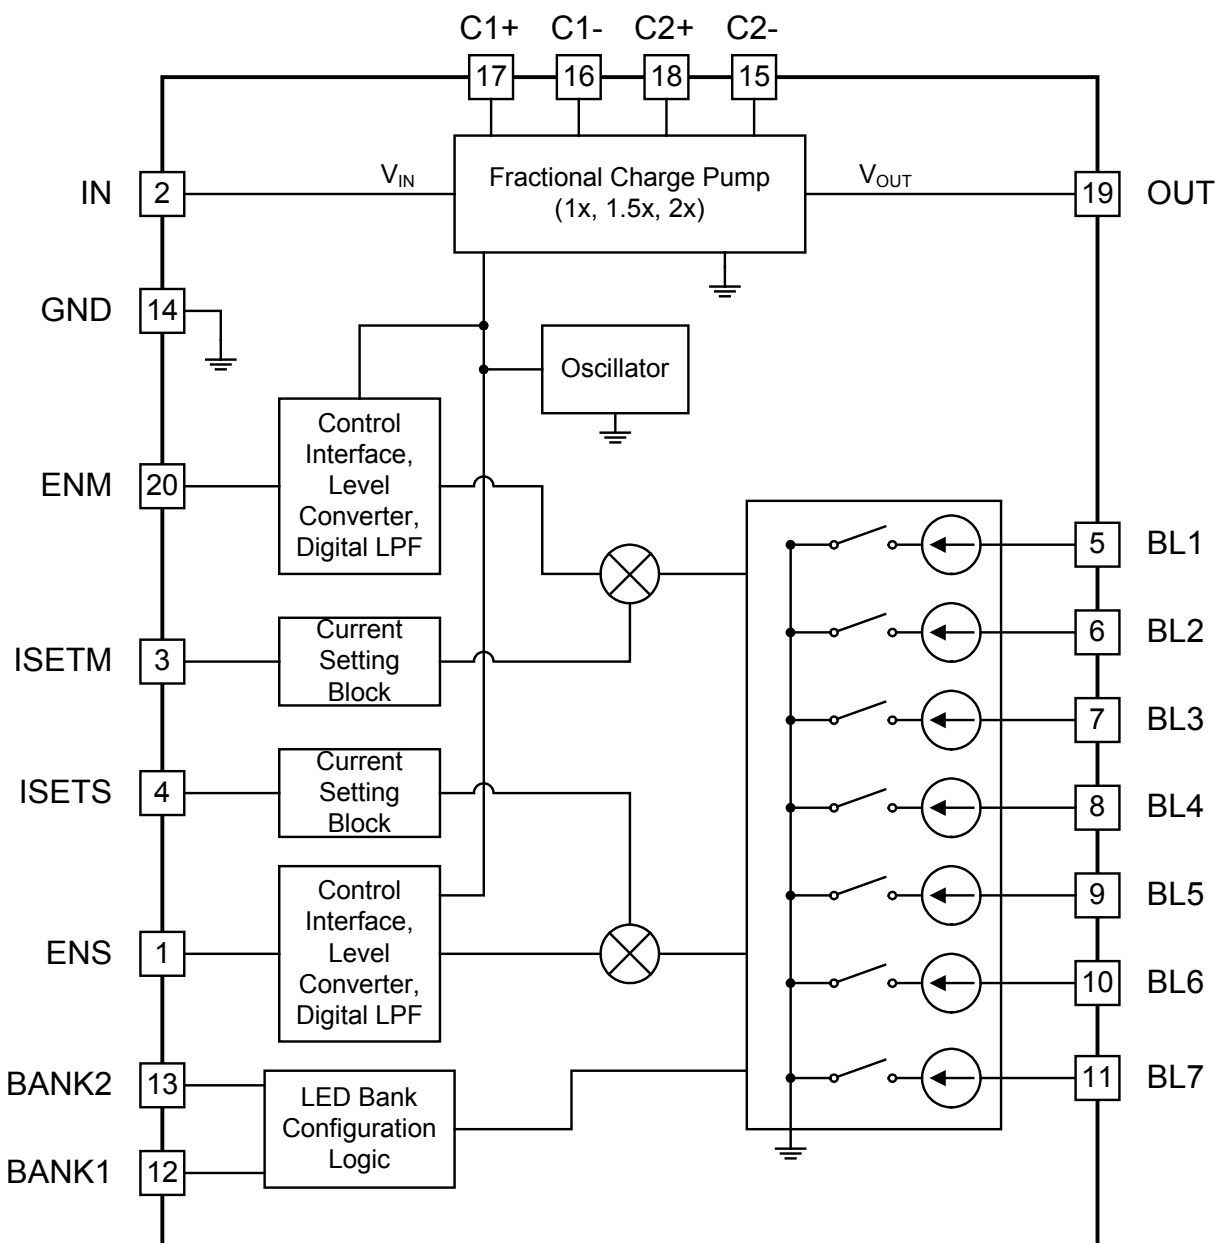 C1+ C1- C2+ C2-
17 16 18 15
IN 2 VIN Fractional Charge Pump VOUT 19 OUT
(1x, 1.5x, 2x)
GND 14
Oscillator
Control
Interface,
ENM 20 Level
Converter,
Digital LPF
5 BL1
6 BL2
Current
ISETM 3 Setting
Block
7 BL3
Current
ISETS 4 Setting
Block
8 BL4
Control
9 BL5
Interface,
ENS 1 Level
Converter,
Digital LPF
10 BL6
BANK2 13 LED Bank 11 BL7
Configuration
Logic
BANK1 12